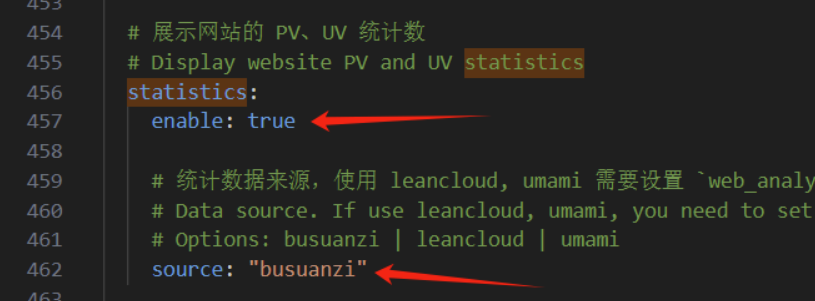 453
454 # 展示网站的 PV、UV 统计数
455 # Display website PV and UV statistics
456 statistics:
457 enable: true
458
459 # 统计数据来源，使用 leancloud, umami 需要设置 `web_analy
460 # Data source. If use leancloud, umami, you need to set
461 # Options: busuanzi | leancloud | umami
462 source: "busuanzi"
463